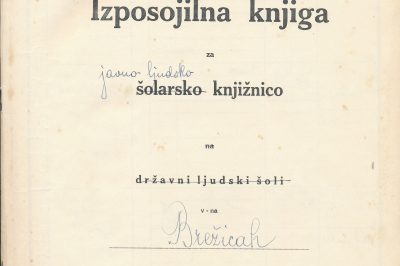 Izposojilna knjiga
za
javno ljudsko
šolarsko knjižnico
na
državni ljudski šoli
v - na
Brežicah